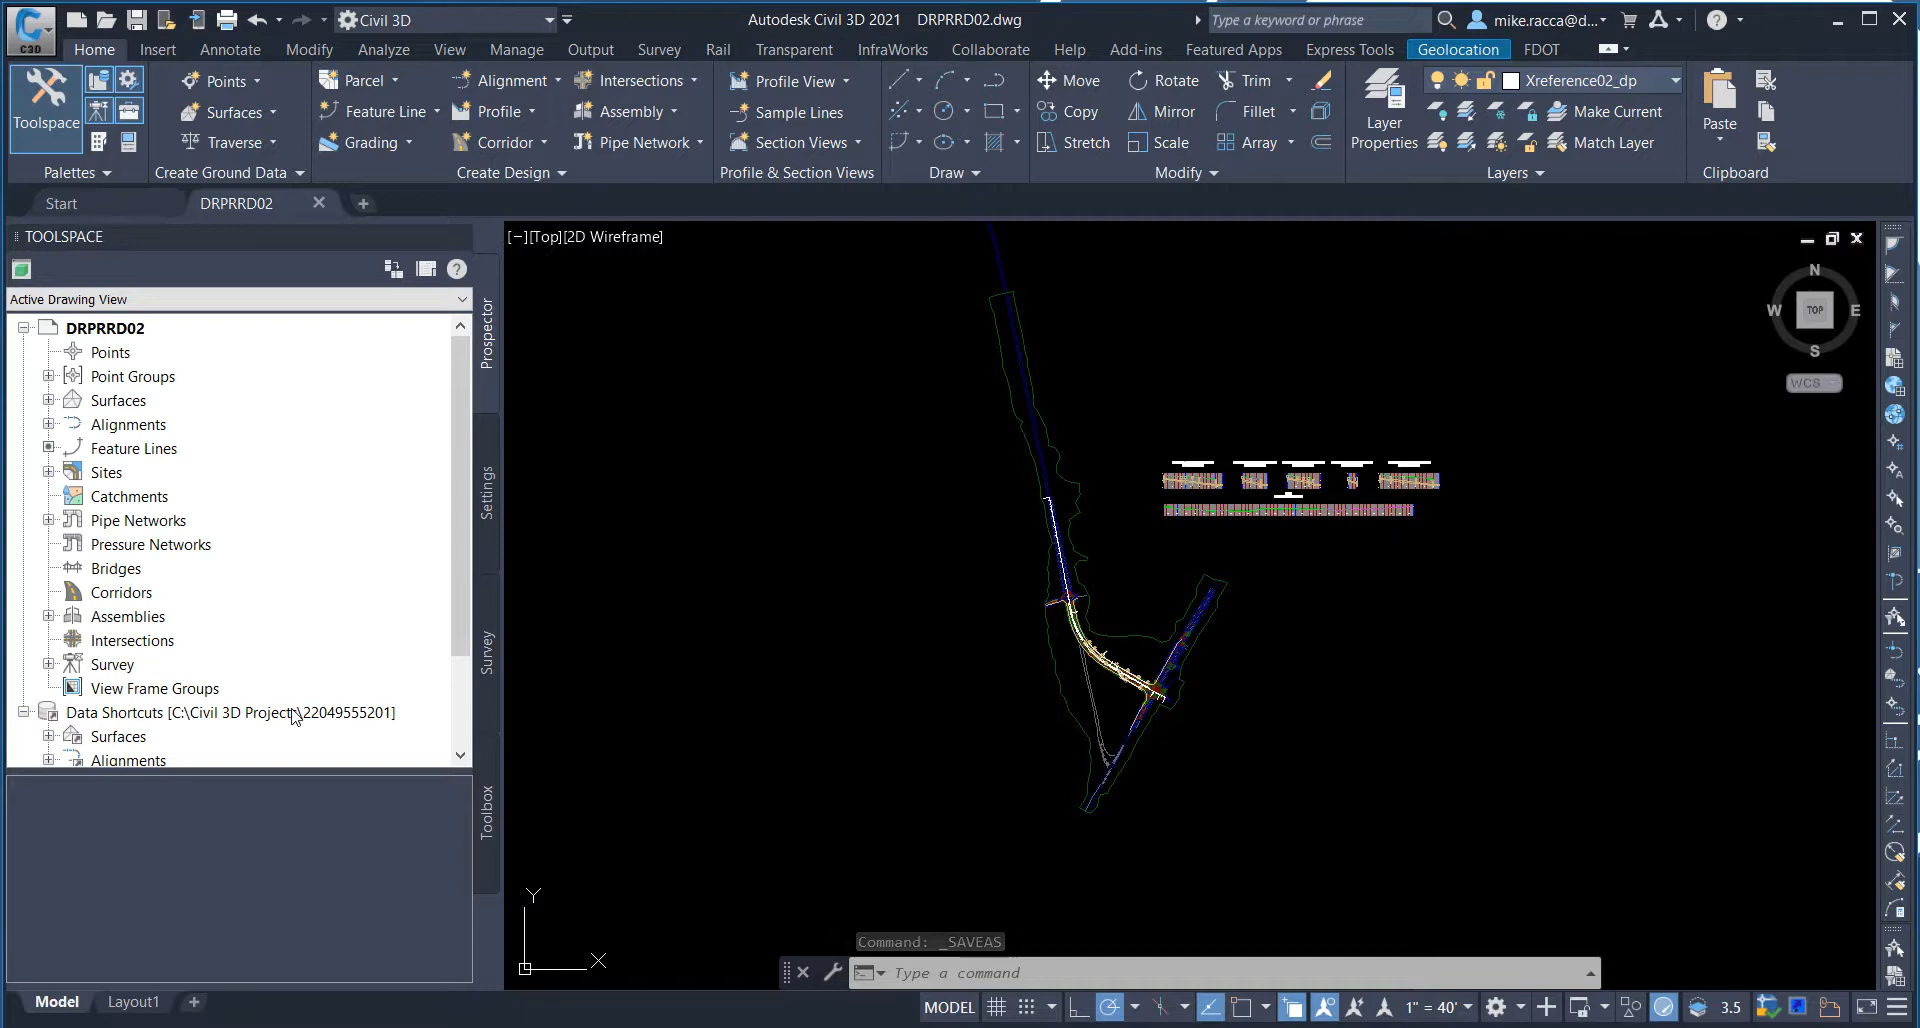 Civil 3D
Autodesk Civil 3D 2021 DRPRRD02.dwg
Type a keyword or phrase
mike.racca@d...
C3D
Home Insert Annotate Modify Analyze View Manage Output Survey Rail Transparent InfraWorks Collaborate Help Add-ins Featured Apps Express Tools Geolocation FDOT
Toolspace
Points
Surfaces
Traverse
Parcel
Feature Line
Grading
Alignment
Profile
Corridor
Intersections
Assembly
Pipe Network
Profile View
Sample Lines
Section Views
Move
Copy
Stretch
Rotate
Mirror
Scale
Trim
Fillet
Array
Layer
Properties
Xreference02_dp
Make Current
Match Layer
Paste
Palettes
Create Ground Data
Create Design
Profile & Section Views
Draw
Modify
Layers
Clipboard
Start
DRPRRD02
TOOLSPACE
Active Drawing View
DRPRRD02
Points
Point Groups
Surfaces
Alignments
Feature Lines
Sites
Catchments
Pipe Networks
Pressure Networks
Bridges
Corridors
Assemblies
Intersections
Survey
View Frame Groups
Data Shortcuts [C:\Civil 3D Projects\22049555201]
Surfaces
Alignments
Prospector
Settings
Survey
Toolbox
[−][Top][2D Wireframe]
N
W
TOP
E
S
WCS
Y
X
Command: _SAVEAS
Type a command
Model
Layout1
MODEL
1" = 40'
3.5